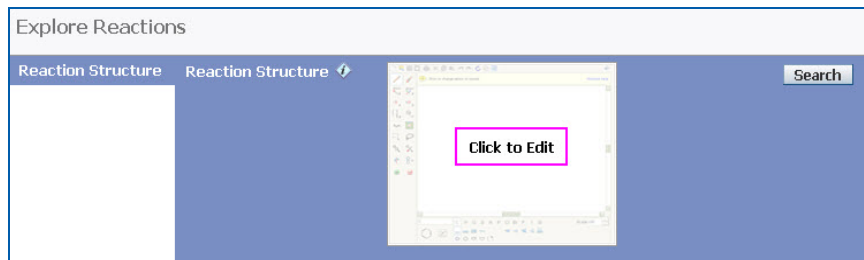 Explore Reactions
Reaction Structure
Reaction Structure
Search
Click to Edit